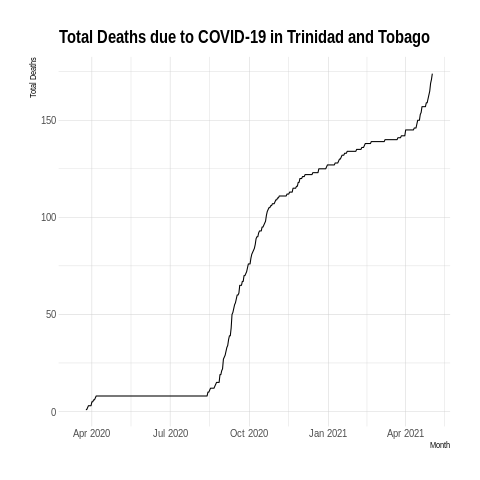 Total Deaths due to COVID-19 in Trinidad and Tobago
Total Deaths
150
100
50
0
Apr 2020 Jul 2020 Oct 2020 Jan 2021 Apr 2021
Month